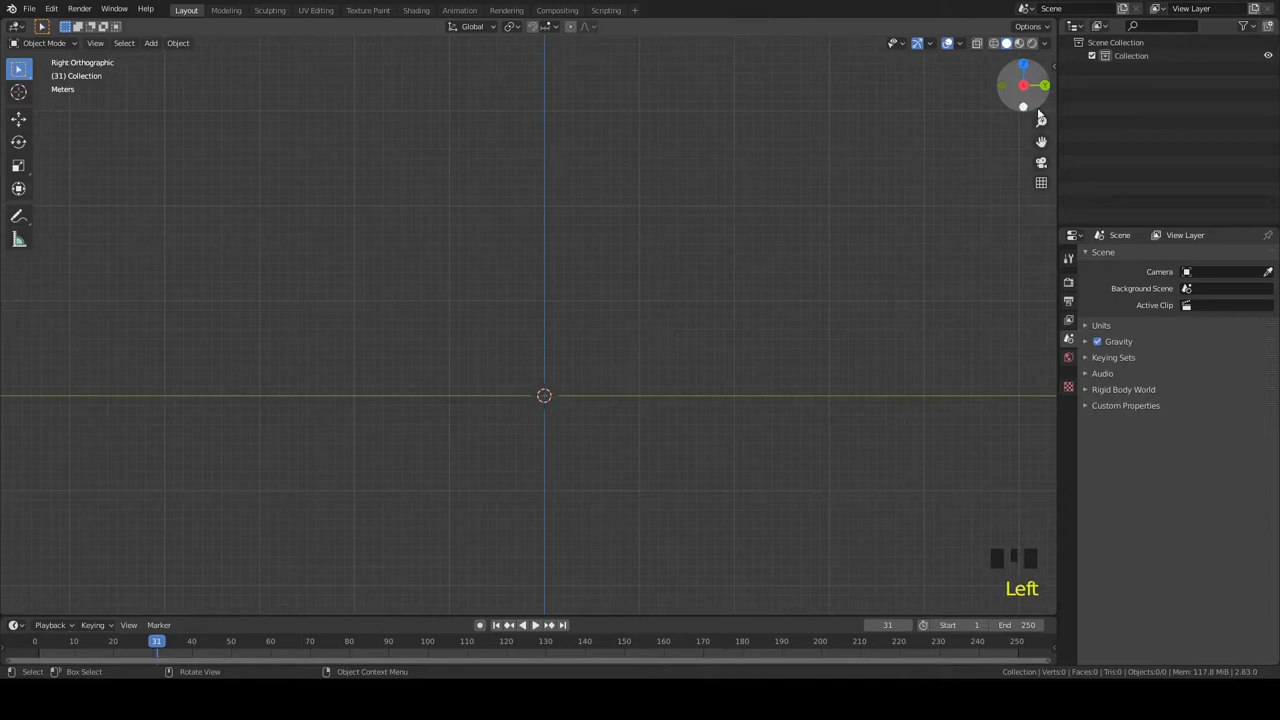 File Edit Render Window Help Layout Modeling Sculpting UV Editing Texture Paint Shading Animation Rendering Compositing Scripting + Scene View Layer
Global Options
Object Mode View Select Add Object
Right Orthographic
(31) Collection
Meters
Z
Y
X
Scene Collection
Collection
Scene View Layer
Scene
Camera
Background Scene
Active Clip
Units
Gravity
Keying Sets
Audio
Rigid Body World
Custom Properties
Left
Playback Keying View Marker 31 Start 1 End 250
0 10 20 31 40 50 60 70 80 90 100 110 120 130 140 150 160 170 180 190 200 210 220 230 240 250
Select Box Select Rotate View Object Context Menu Collection | Verts:0 | Faces:0 | Tris:0 | Objects:0/0 | Mem: 117.8 MiB | 2.83.0